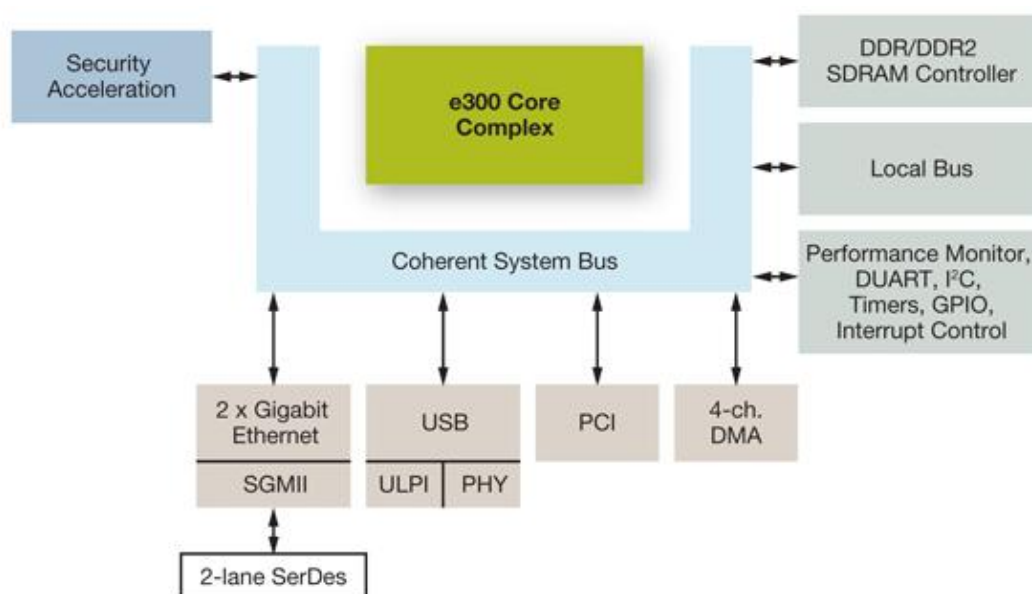 Security
Acceleration
e300 Core
Complex
DDR/DDR2
SDRAM Controller
Local Bus
Coherent System Bus
Performance Monitor,
DUART, I²C,
Timers, GPIO,
Interrupt Control
2 x Gigabit
Ethernet
SGMII
USB
ULPI
PHY
PCI
4-ch.
DMA
2-lane SerDes